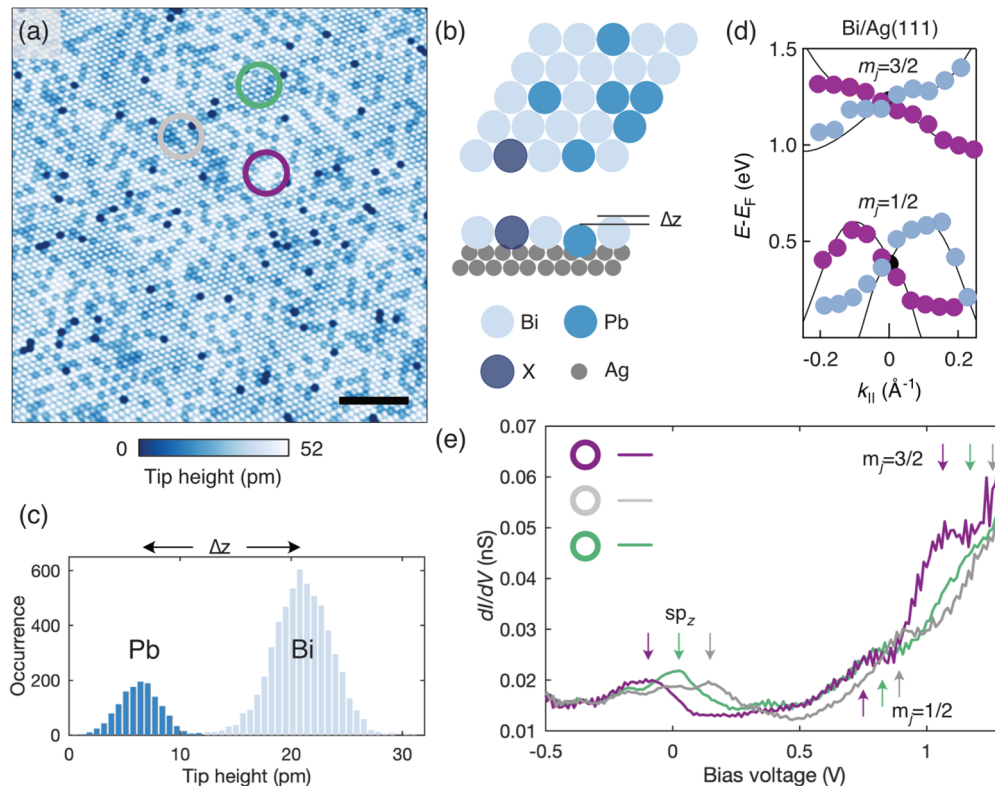 (a)
0 52
Tip height (pm)
(b)
Δz
Bi Pb
X Ag
(c)
Δz
Pb Bi
600
400
200
0
Occurrence
0 10 20 30
Tip height (pm)
(d)
Bi/Ag(111)
1.5
1.0
0.5
E-E_F (eV)
m_j=3/2
m_j=1/2
-0.2 0 0.2
k_II (Å⁻¹)
(e)
0.07
0.06
0.05
0.04
0.03
0.02
0.01
dI/dV (nS)
sp_z
m_j=3/2
m_j=1/2
-0.5 0 0.5 1
Bias voltage (V)